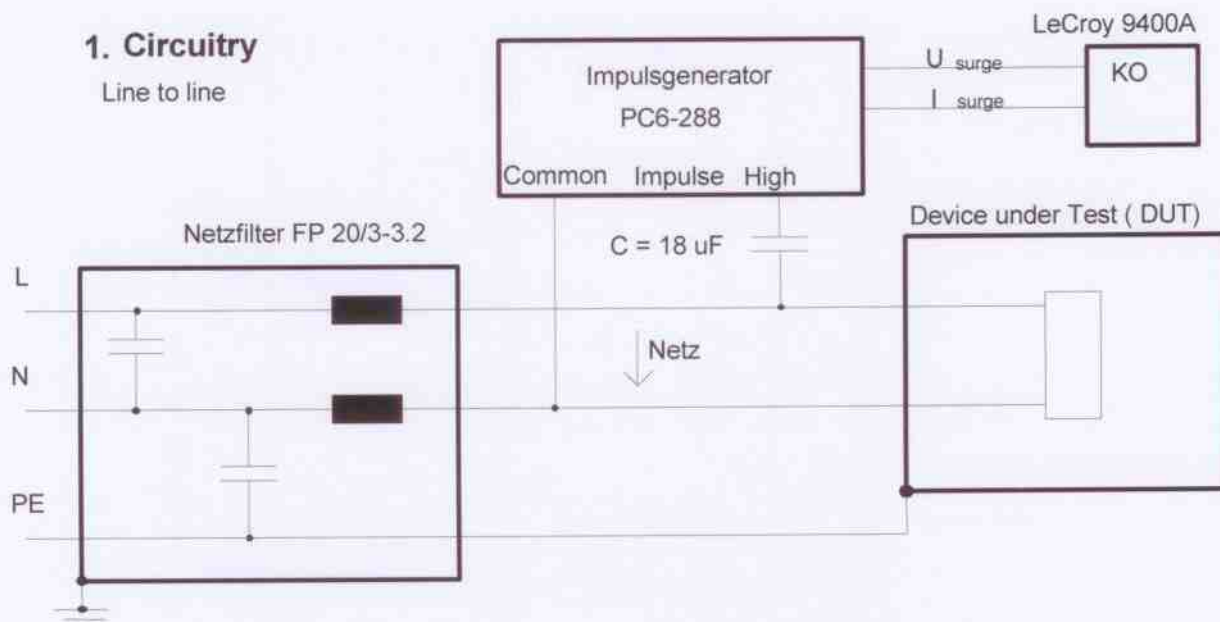 1. Circuitry
Line to line
LeCroy 9400A
Impulsgenerator
PC6-288
U surge
I surge
KO
Common Impulse High
Netzfilter FP 20/3-3.2
C = 18 uF
Device under Test ( DUT)
L
N
Netz
PE